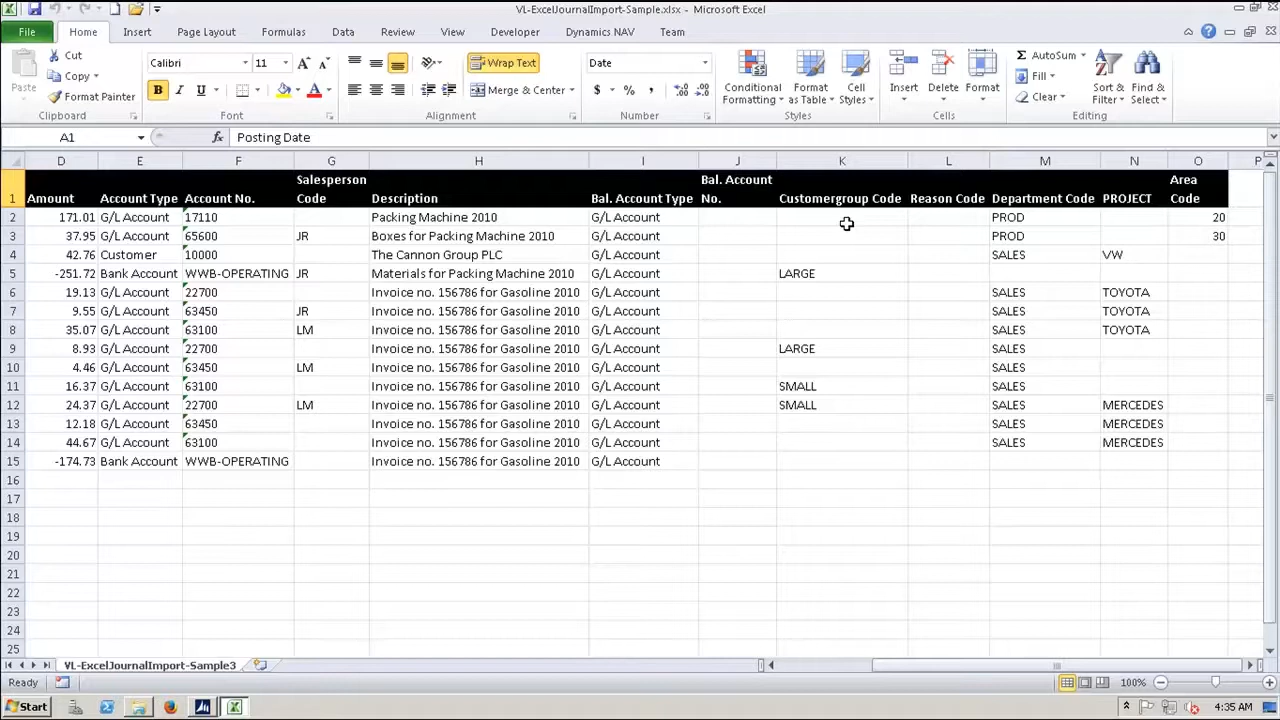 VL-ExcelJournalImport-Sample.xlsx - Microsoft Excel
File Home Insert Page Layout Formulas Data Review View Developer Dynamics NAV Team
Paste
Cut
Copy
Format Painter
Clipboard
Calibri 11
B I U A
Font
Wrap Text
Merge & Center
Alignment
Date
$ % ,
Number
Conditional Formatting
Format as Table
Cell Styles
Styles
Insert
Delete
Format
Cells
AutoSum
Fill
Clear
Sort & Filter
Find & Select
Editing
A1 fx Posting Date
D E F G H I J K L M N O P
1 Amount Account Type Account No. Salesperson Code Description Bal. Account Type Bal. Account No. Customergroup Code Reason Code Department Code PROJECT Area Code
2 171.01 G/L Account 17110 Packing Machine 2010 G/L Account PROD 20
3 37.95 G/L Account 65600 JR Boxes for Packing Machine 2010 G/L Account PROD 30
4 42.76 Customer 10000 The Cannon Group PLC G/L Account SALES VW
5 -251.72 Bank Account WWB-OPERATING JR Materials for Packing Machine 2010 G/L Account LARGE
6 19.13 G/L Account 22700 Invoice no. 156786 for Gasoline 2010 G/L Account SALES TOYOTA
7 9.55 G/L Account 63450 JR Invoice no. 156786 for Gasoline 2010 G/L Account SALES TOYOTA
8 35.07 G/L Account 63100 LM Invoice no. 156786 for Gasoline 2010 G/L Account SALES TOYOTA
9 8.93 G/L Account 22700 Invoice no. 156786 for Gasoline 2010 G/L Account LARGE SALES
10 4.46 G/L Account 63450 LM Invoice no. 156786 for Gasoline 2010 G/L Account SALES
11 16.37 G/L Account 63100 Invoice no. 156786 for Gasoline 2010 G/L Account SMALL SALES
12 24.37 G/L Account 22700 LM Invoice no. 156786 for Gasoline 2010 G/L Account SMALL SALES MERCEDES
13 12.18 G/L Account 63450 Invoice no. 156786 for Gasoline 2010 G/L Account SALES MERCEDES
14 44.67 G/L Account 63100 Invoice no. 156786 for Gasoline 2010 G/L Account SALES MERCEDES
15 -174.73 Bank Account WWB-OPERATING Invoice no. 156786 for Gasoline 2010 G/L Account
16
17
18
19
20
21
22
23
24
25
VL-ExcelJournalImport-Sample3
Ready 100%
Start 4:35 AM